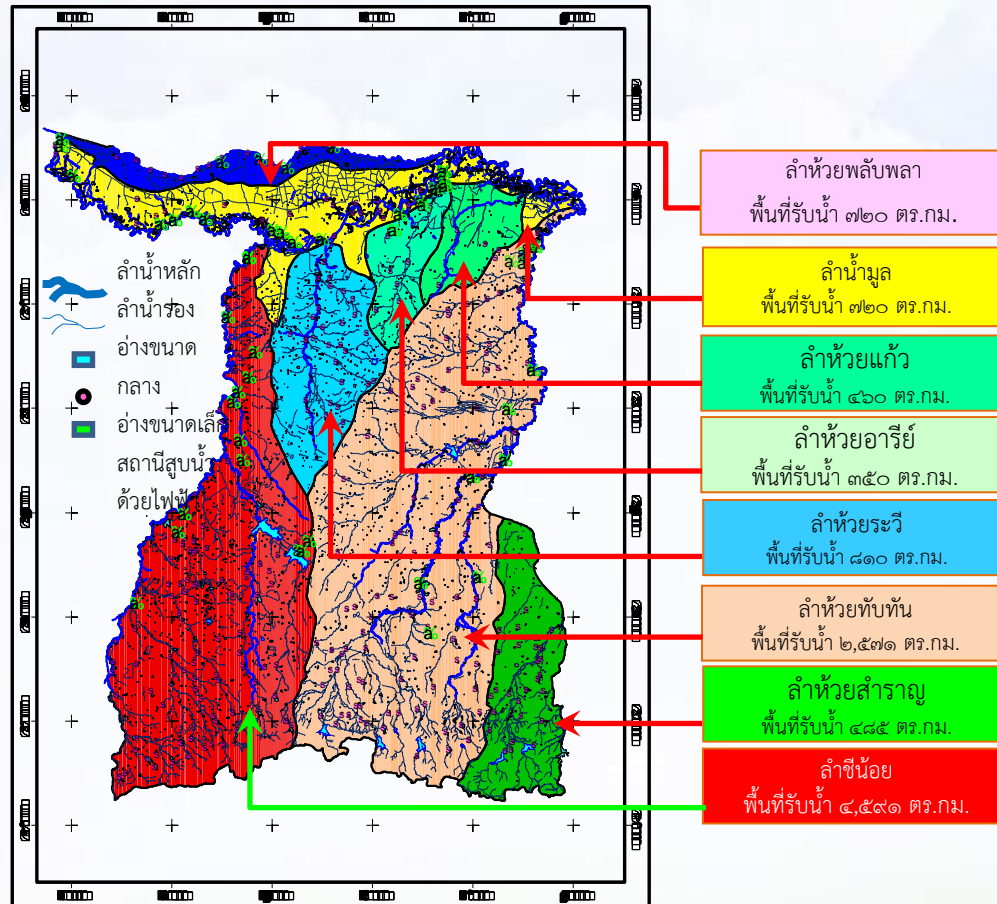 ลำน้ำหลัก
ลำน้ำรอง
อ่างขนาด
กลาง
อ่างขนาดเล็ก
สถานีสูบน้ำ
ด้วยไฟฟ้า
ลำห้วยพลับพลา
พื้นที่รับน้ำ ๗๒๐ ตร.กม.
ลำน้ำมูล
พื้นที่รับน้ำ ๗๒๐ ตร.กม.
ลำห้วยแก้ว
พื้นที่รับน้ำ ๔๖๐ ตร.กม.
ลำห้วยอารีย์
พื้นที่รับน้ำ ๓๕๐ ตร.กม.
ลำห้วยระวี
พื้นที่รับน้ำ ๘๑๐ ตร.กม.
ลำห้วยทับทัน
พื้นที่รับน้ำ ๒,๕๗๑ ตร.กม.
ลำห้วยสำราญ
พื้นที่รับน้ำ ๔๘๕ ตร.กม.
ลำชีน้อย
พื้นที่รับน้ำ ๔,๕๙๑ ตร.กม.